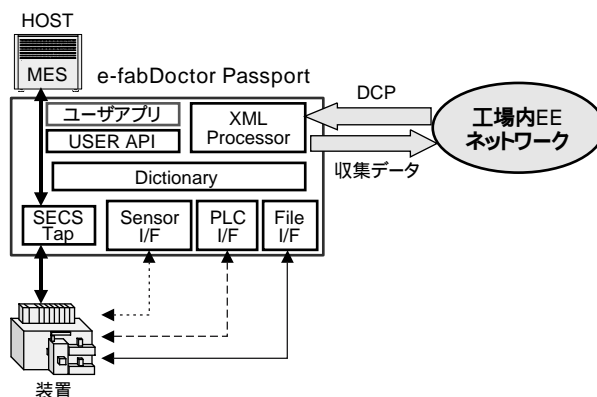 HOST
MES
e-fabDoctor Passport
ユーザアプリ
USER API
XML
Processor
DCP
工場内EE
ネットワーク
収集データ
Dictionary
SECS
Tap
Sensor
I/F
PLC
I/F
File
I/F
装置